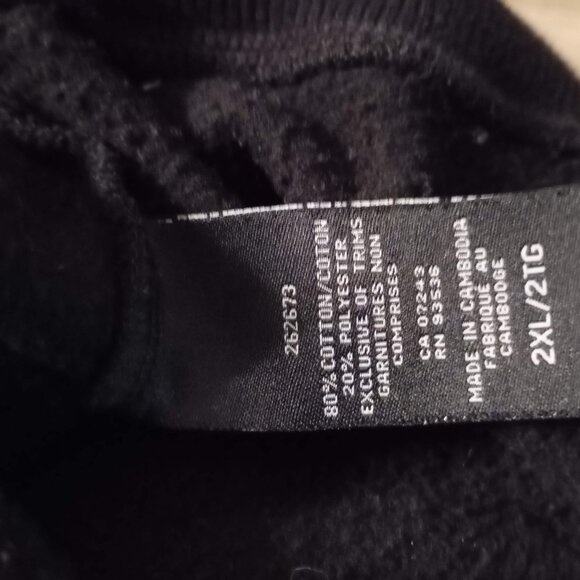 262673
80% COTTON/COTON
20% POLYESTER
EXCLUSIVE OF TRIMS
GARNITURES NON
COMPRISES
CA 07249
RN 93536
MADE IN CAMBODIA
FABRIQUÉ AU
CAMBODGE
2XL/2TG